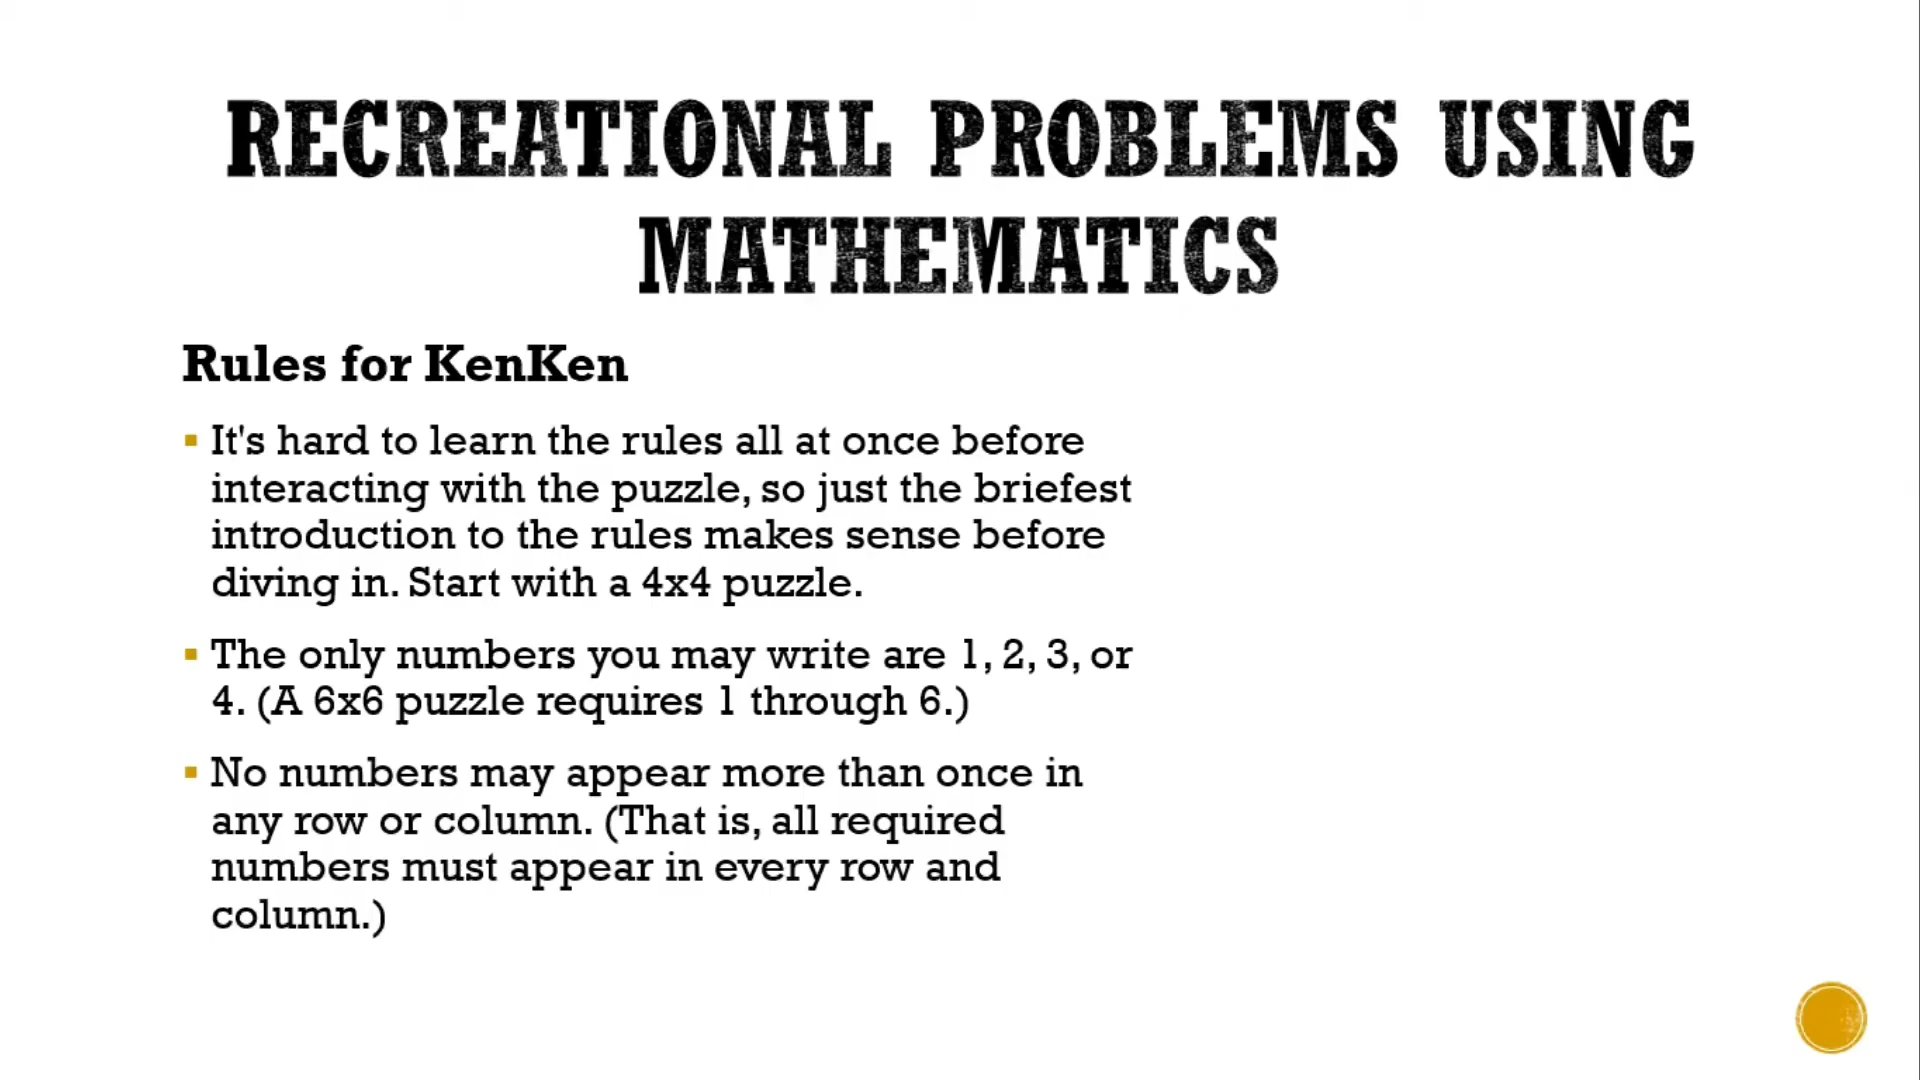 RECREATIONAL PROBLEMS USING
MATHEMATICS
Rules for KenKen
▪ It's hard to learn the rules all at once before
interacting with the puzzle, so just the briefest
introduction to the rules makes sense before
diving in. Start with a 4x4 puzzle.
▪ The only numbers you may write are 1, 2, 3, or
4. (A 6x6 puzzle requires 1 through 6.)
▪ No numbers may appear more than once in
any row or column. (That is, all required
numbers must appear in every row and
column.)